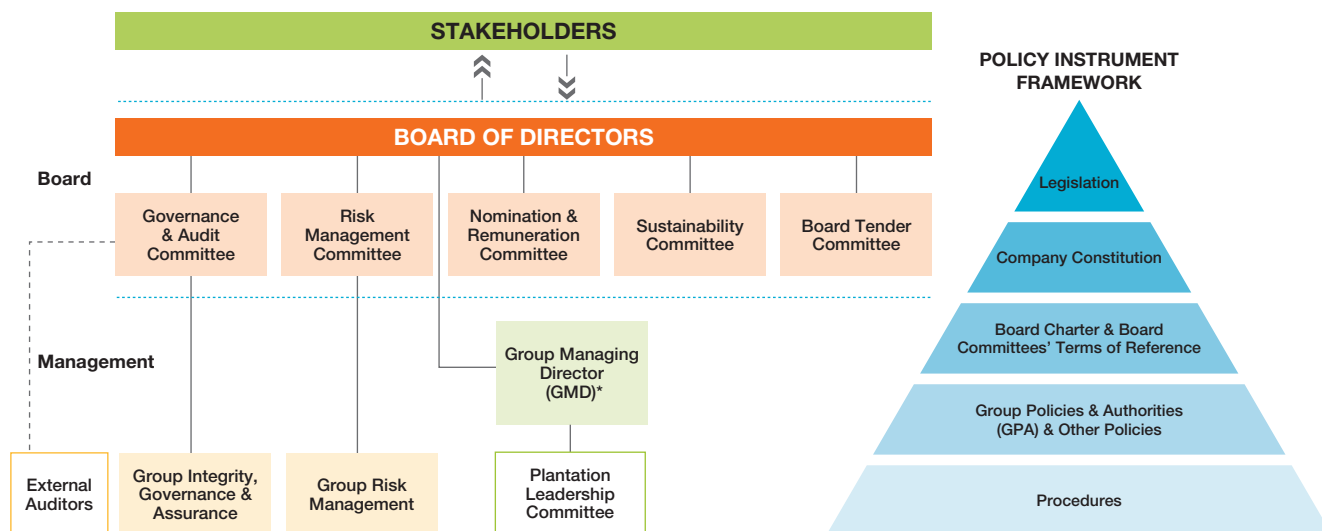 STAKEHOLDERS
BOARD OF DIRECTORS
Board
Governance
& Audit
Committee
Risk
Management
Committee
Nomination &
Remuneration
Committee
Sustainability
Committee
Board Tender
Committee
Management
Group Managing
Director
(GMD)*
External
Auditors
Group Integrity,
Governance &
Assurance
Group Risk
Management
Plantation
Leadership
Committee
POLICY INSTRUMENT
FRAMEWORK
Legislation
Company Constitution
Board Charter & Board
Committees' Terms of Reference
Group Policies & Authorities
(GPA) & Other Policies
Procedures